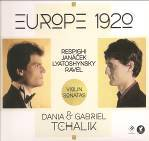 EUROPE 1920
RESPIGHI
JANÁČEK
LYATOSHYNSKY
RAVEL
VIOLIN
SONATAS
DANIA & GABRIEL
TCHALIK